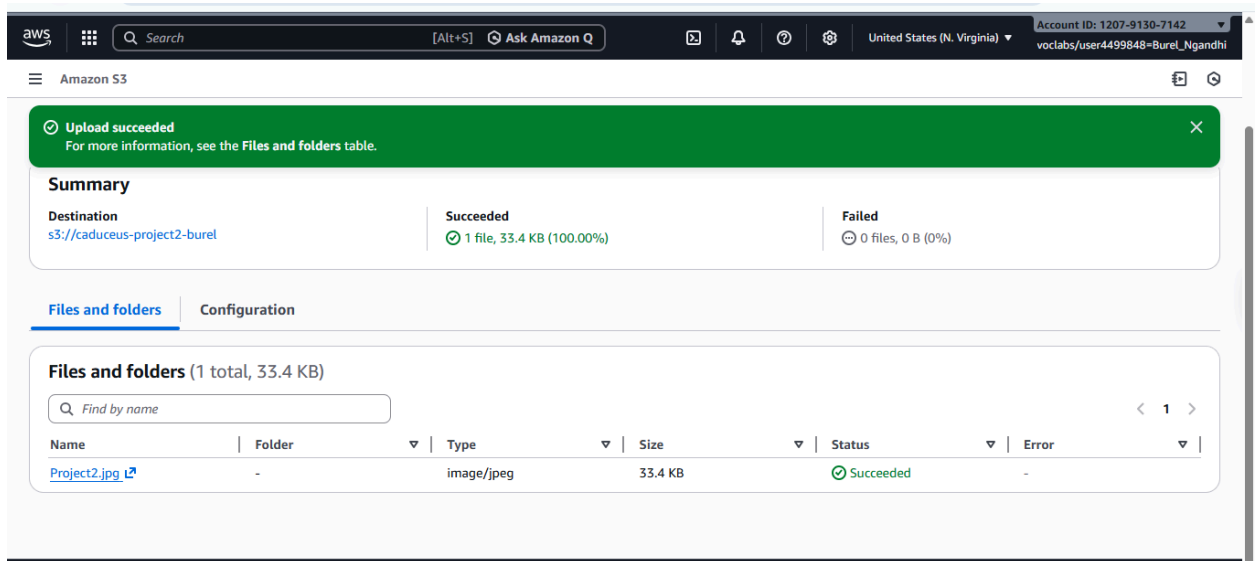 aws
Search [Alt+S] Ask Amazon Q
United States (N. Virginia)
Account ID: 1207-9130-7142
voclabs/user4499848=Burel_Ngandhi
Amazon S3
Upload succeeded
For more information, see the Files and folders table.
Summary
Destination Succeeded Failed
s3://caduceus-project2-burel 1 file, 33.4 KB (100.00%) 0 files, 0 B (0%)
Files and folders Configuration
Files and folders (1 total, 33.4 KB)
Find by name
1
Name Folder Type Size Status Error
Project2.jpg - image/jpeg 33.4 KB Succeeded -